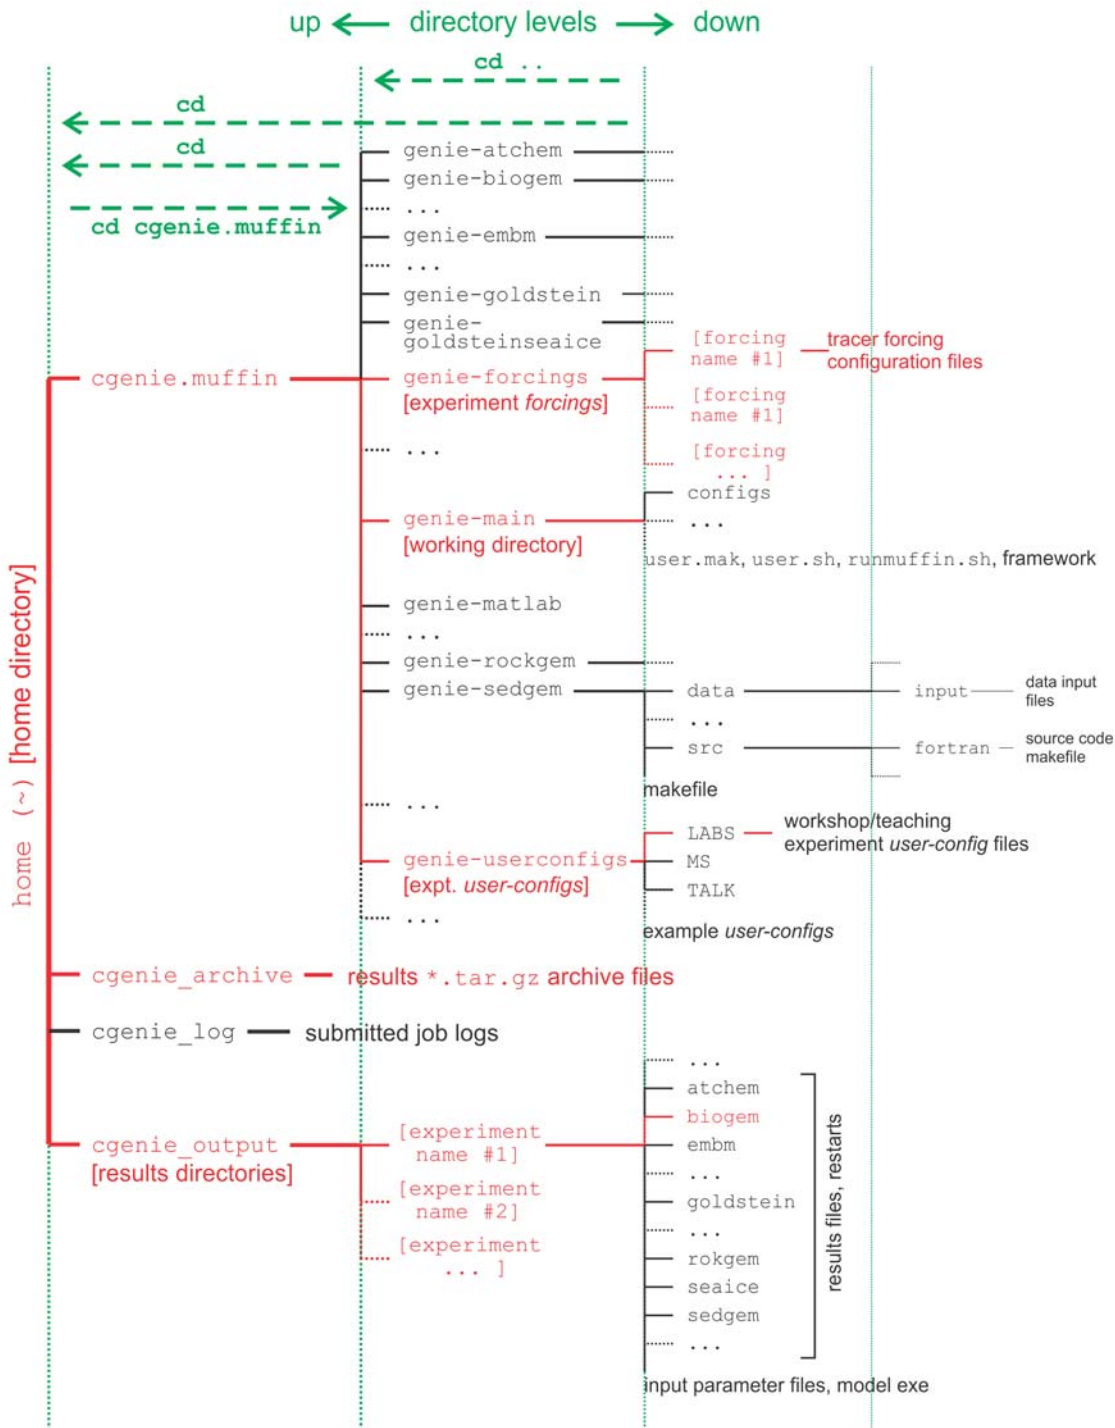 up directory levels down
cd ..
cd
cd
cd cgenie.muffin
genie-atchem
genie-biogem
...
genie-embm
...
genie-goldstein
genie-
goldsteinseaice
cgenie.muffin
genie-forcings
[experiment forcings]
[forcing
name #1]
tracer forcing
configuration files
[forcing
name #1]
[forcing
... ]
...
genie-main
[working directory]
configs
...
user.mak, user.sh, runmuffin.sh, framework
genie-matlab
...
genie-rockgem
genie-sedgem
data
input
data input
files
...
src
fortran
source code
makefile
makefile
...
genie-userconfigs
[expt. user-configs]
LABS
workshop/teaching
experiment user-config files
MS
TALK
...
example user-configs
home (~) [home directory]
cgenie_archive
results *.tar.gz archive files
cgenie_log
submitted job logs
cgenie_output
[results directories]
[experiment
name #1]
[experiment
name #2]
[experiment
... ]
...
atchem
biogem
embm
...
goldstein
...
rokgem
seaice
sedgem
...
results files, restarts
input parameter files, model exe